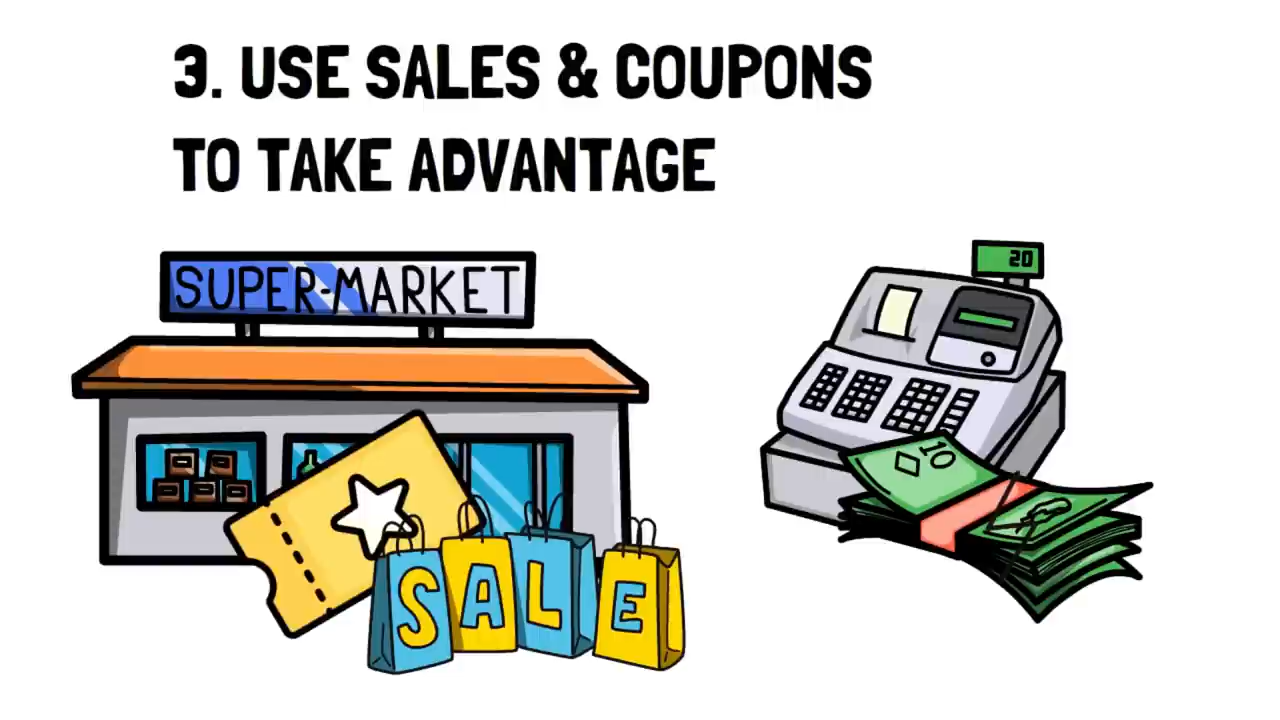 3. USE SALES & COUPONS
TO TAKE ADVANTAGE
SUPER-MARKET
20
10
SALE